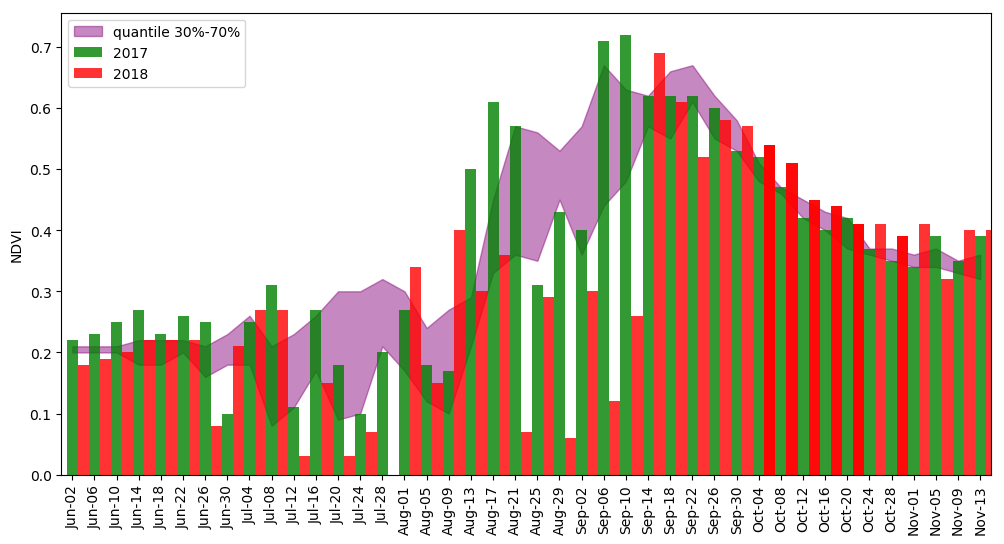 quantile 30%-70%
2017
2018
NDVI
0.7
0.6
0.5
0.4
0.3
0.2
0.1
0.0
Jun-02
Jun-06
Jun-10
Jun-14
Jun-18
Jun-22
Jun-26
Jun-30
Jul-04
Jul-08
Jul-12
Jul-16
Jul-20
Jul-24
Jul-28
Aug-01
Aug-05
Aug-09
Aug-13
Aug-17
Aug-21
Aug-25
Aug-29
Sep-02
Sep-06
Sep-10
Sep-14
Sep-18
Sep-22
Sep-26
Sep-30
Oct-04
Oct-08
Oct-12
Oct-16
Oct-20
Oct-24
Oct-28
Nov-01
Nov-05
Nov-09
Nov-13